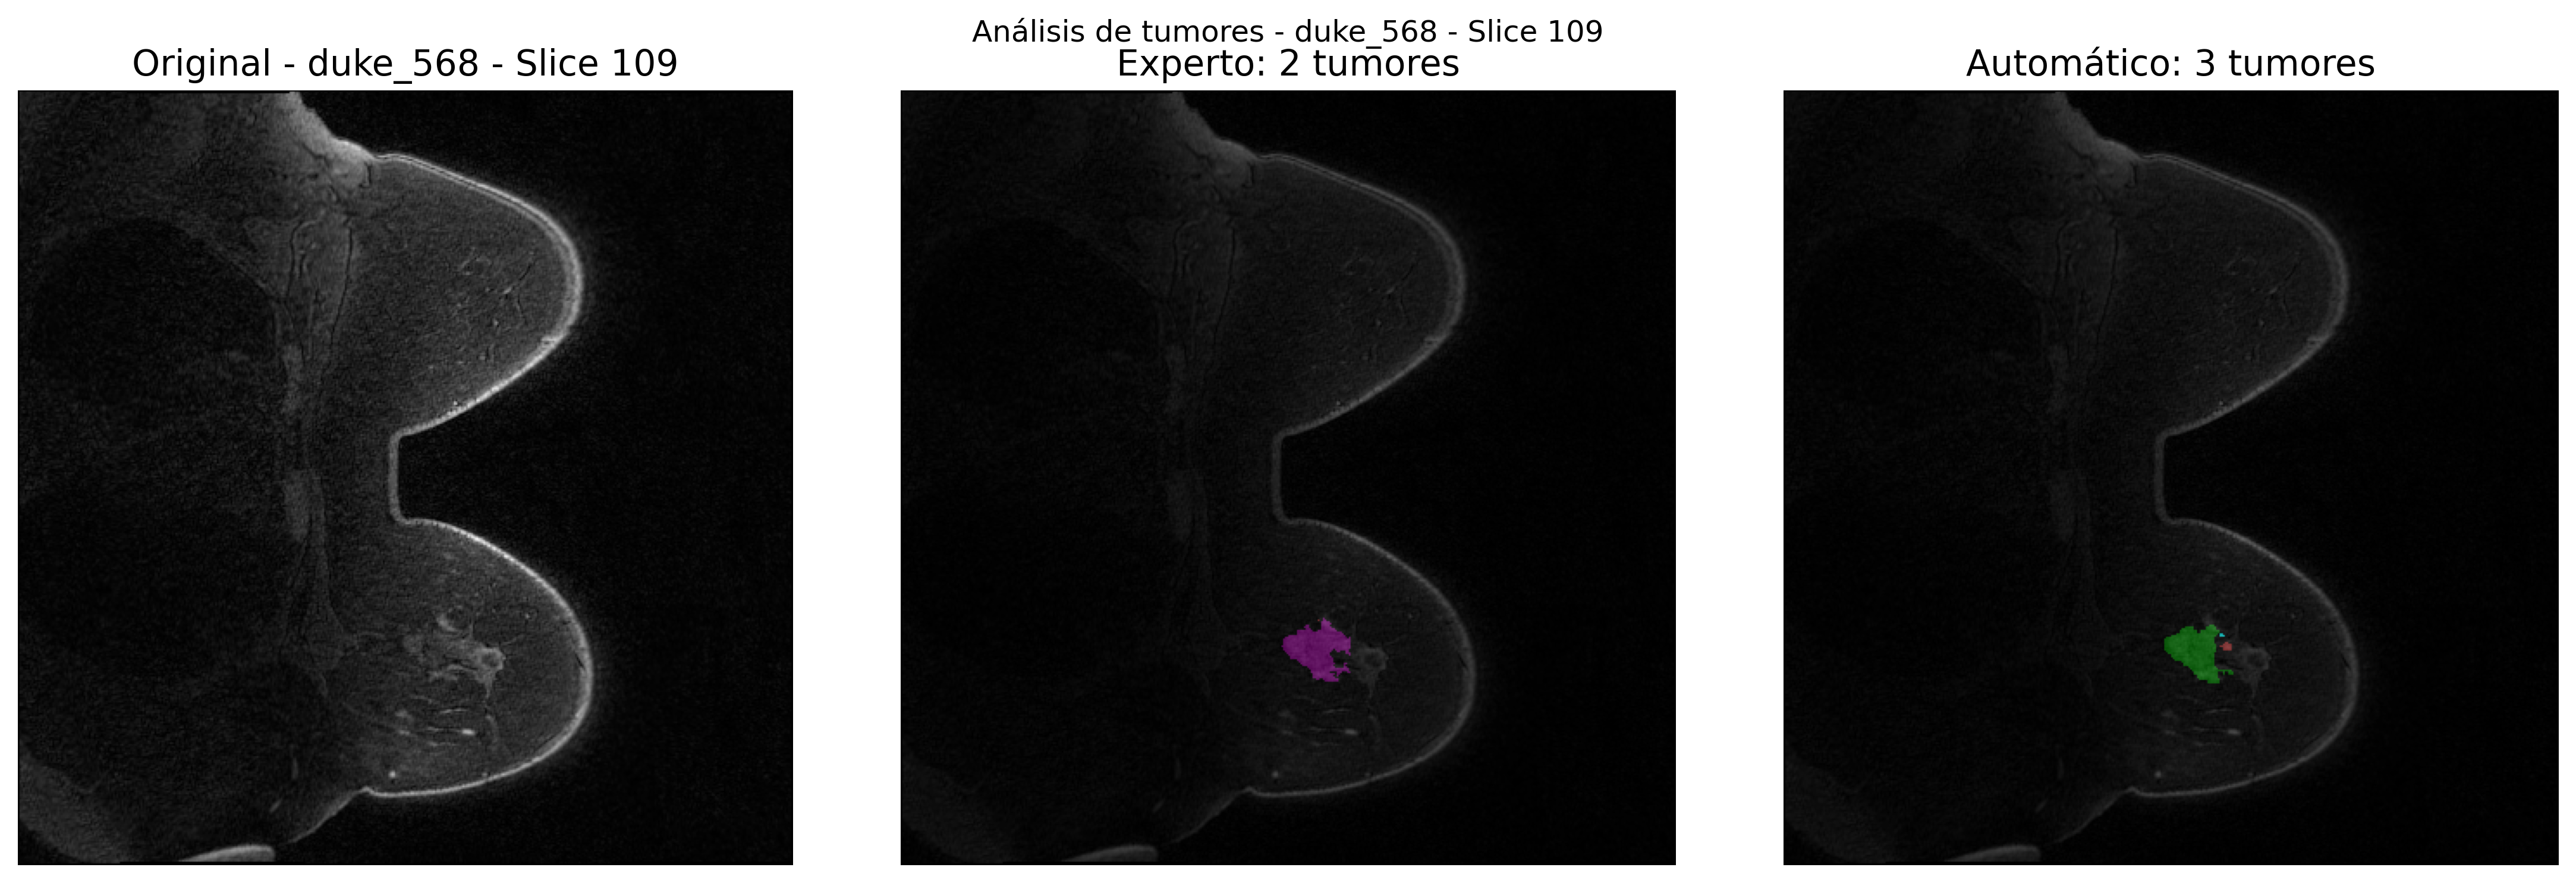 Análisis de tumores - duke_568 - Slice 109
Original - duke_568 - Slice 109
Experto: 2 tumores
Automático: 3 tumores